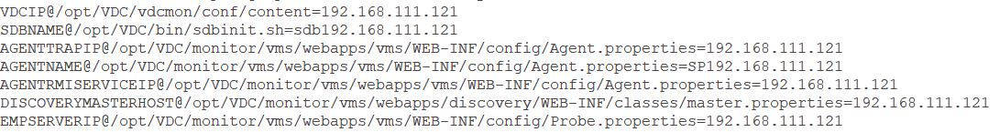 VDCIP@/opt/VDC/vdcmon/conf/content=192.168.111.121
SDBNAME@/opt/VDC/bin/sdbinit.sh=sdb192.168.111.121
AGENTTRAPIP@/opt/VDC/monitor/vms/webapps/vms/WEB-INF/config/Agent.properties=192.168.111.121
AGENTNAME@/opt/VDC/monitor/vms/webapps/vms/WEB-INF/config/Agent.properties=SP192.168.111.121
AGENTRMISERVICEIP@/opt/VDC/monitor/vms/webapps/vms/WEB-INF/config/Agent.properties=192.168.111.121
DISCOVERYMASTERHOST@/opt/VDC/monitor/vms/webapps/discovery/WEB-INF/classes/master.properties=192.168.111.121
EMPSERVERIP@/opt/VDC/monitor/vms/webapps/vms/WEB-INF/config/Probe.properties=192.168.111.121